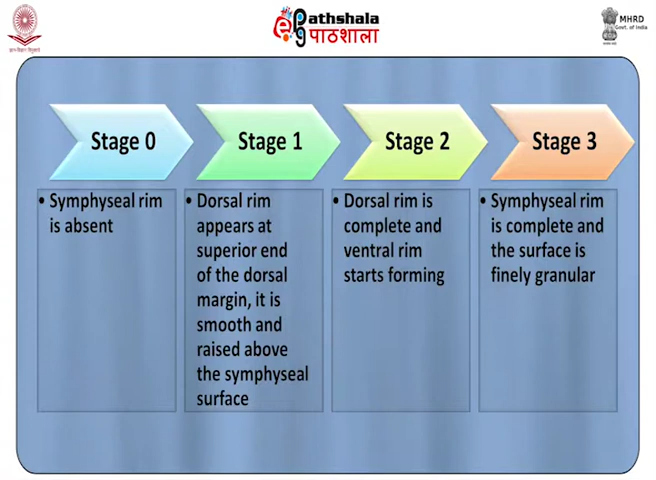 Pathshala
पाठशाला
MHRD
Govt. of India
Stage 0
Stage 1
Stage 2
Stage 3
• Symphyseal rim
is absent
• Dorsal rim
appears at
superior end
of the dorsal
margin, it is
smooth and
raised above
the symphyseal
surface
• Dorsal rim is
complete and
ventral rim
starts forming
• Symphyseal rim
is complete and
the surface is
finely granular